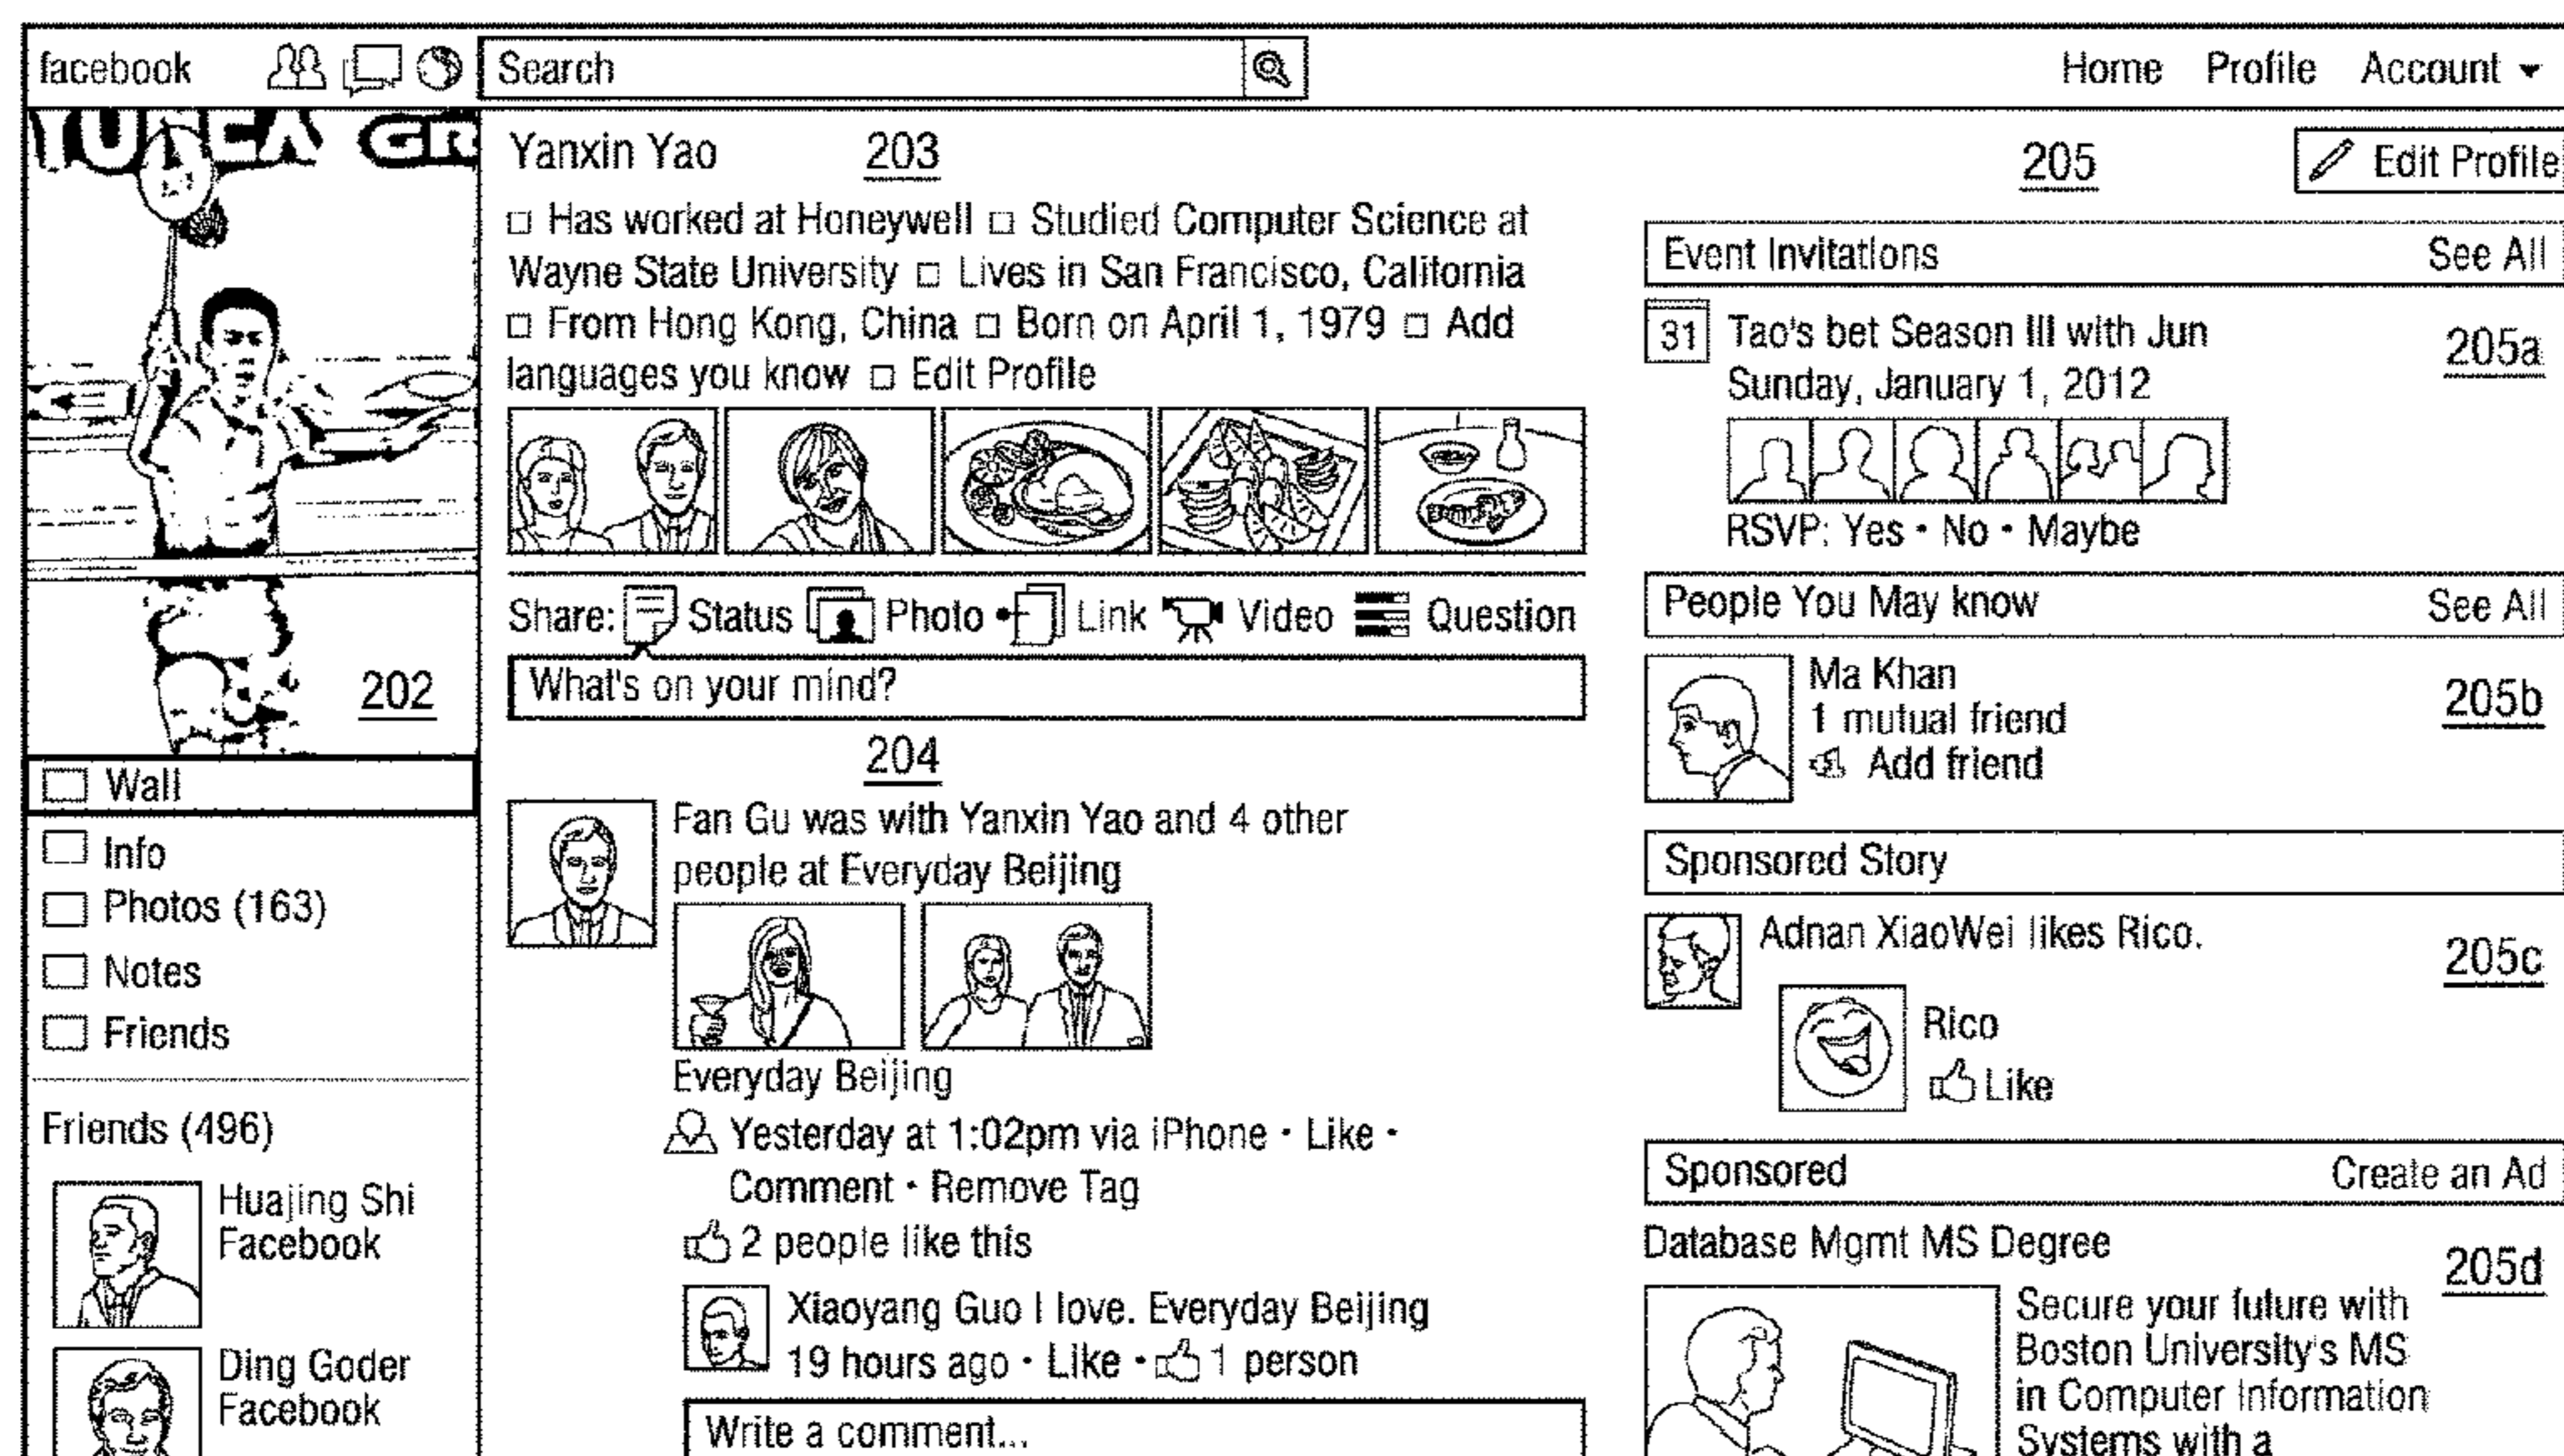 facebook
Search
Home Profile Account
YU EA GR
202
Wall
Info
Photos (163)
Notes
Friends
Friends (496)
Huajing Shi
Facebook
Ding Goder
Facebook
Yanxin Yao 203
Has worked at Honeywell Studied Computer Science at
Wayne State University Lives in San Francisco, California
From Hong Kong, China Born on April 1, 1979 Add
languages you know Edit Profile
Share: Status Photo Link Video Question
What's on your mind?
204
Fan Gu was with Yanxin Yao and 4 other
people at Everyday Beijing
Everyday Beijing
Yesterday at 1:02pm via iPhone • Like •
Comment • Remove Tag
2 people like this
Xiaoyang Guo I love. Everyday Beijing
19 hours ago • Like • 1 person
Write a comment...
205 Edit Profile
Event Invitations See All
31 Tao's bet Season III with Jun
Sunday, January 1, 2012
205a
RSVP: Yes • No • Maybe
People You May know See All
Ma Khan
1 mutual friend
Add friend
205b
Sponsored Story
Adnan XiaoWei likes Rico.
205c
Rico
Like
Sponsored Create an Ad
Database Mgmt MS Degree
205d
Secure your future with
Boston University's MS
in Computer Information
Systems with a